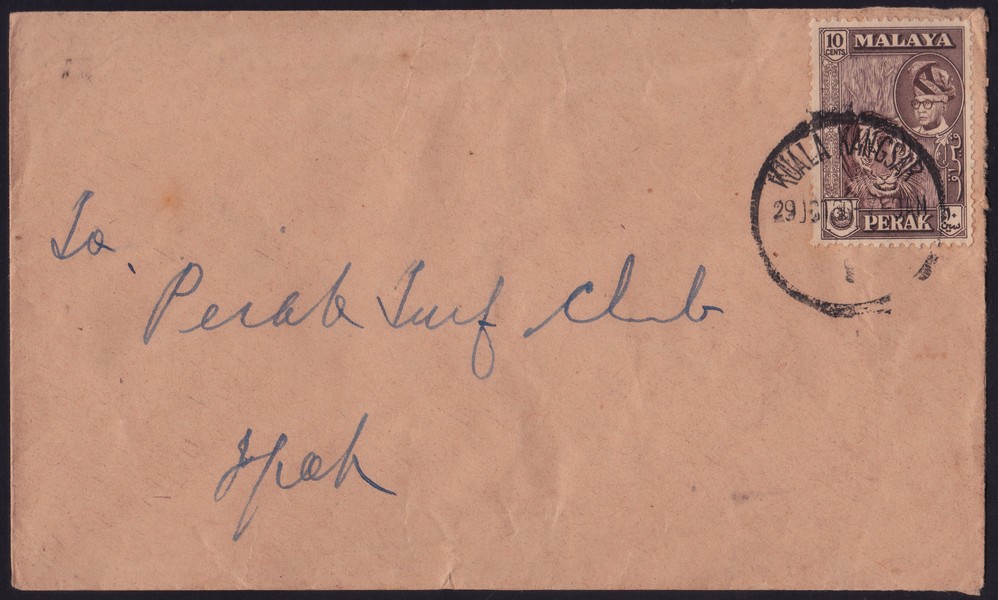 10
CENTS
MALAYA
KUALA KANGSAR
PERAK
To
Perak Turf Club
Ipoh